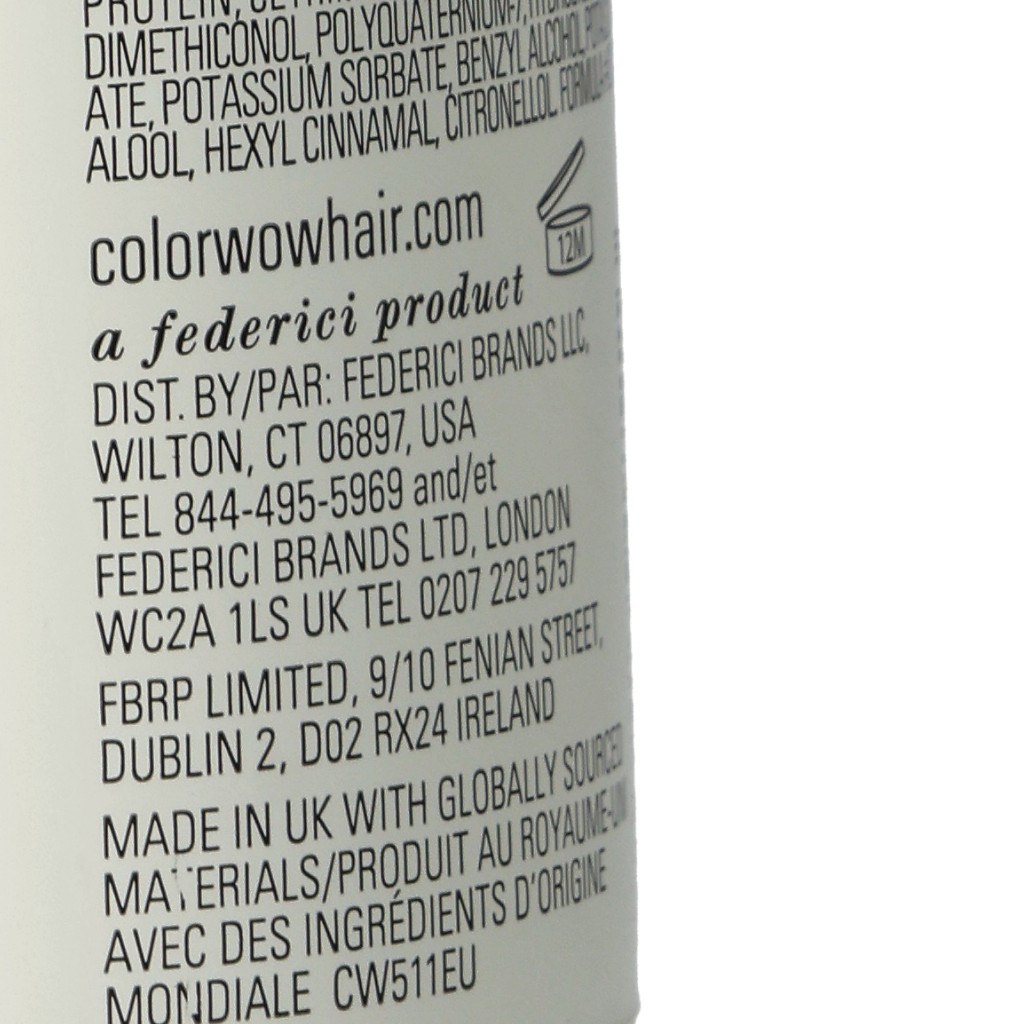 PROTEIN,
DIMETHICONOL, POLYQUATERNIUM-7,
ATE, POTASSIUM SORBATE, BENZYL ALCOHOL,
ALOOL, HEXYL CINNAMAL, CITRONELLOL. FORMULA
colorwowhair.com
12M
a federici product
DIST. BY/PAR: FEDERICI BRANDS LLC,
WILTON, CT 06897, USA
TEL 844-495-5969 and/et
FEDERICI BRANDS LTD, LONDON
WC2A 1LS UK TEL 0207 229 5757
FBRP LIMITED, 9/10 FENIAN STREET,
DUBLIN 2, D02 RX24 IRELAND
MADE IN UK WITH GLOBALLY SOURCED
MATERIALS/PRODUIT AU ROYAUME-UNI
AVEC DES INGRÉDIENTS D'ORIGINE
MONDIALE CW511EU